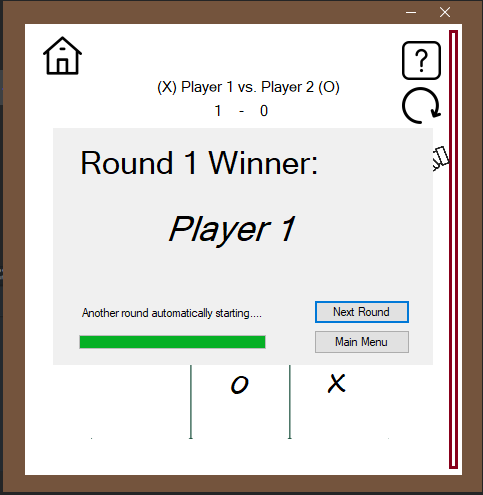 ?
(X) Player 1 vs. Player 2 (O)
1 - 0
Round 1 Winner:
Player 1
Another round automatically starting....
Next Round
Main Menu
O X